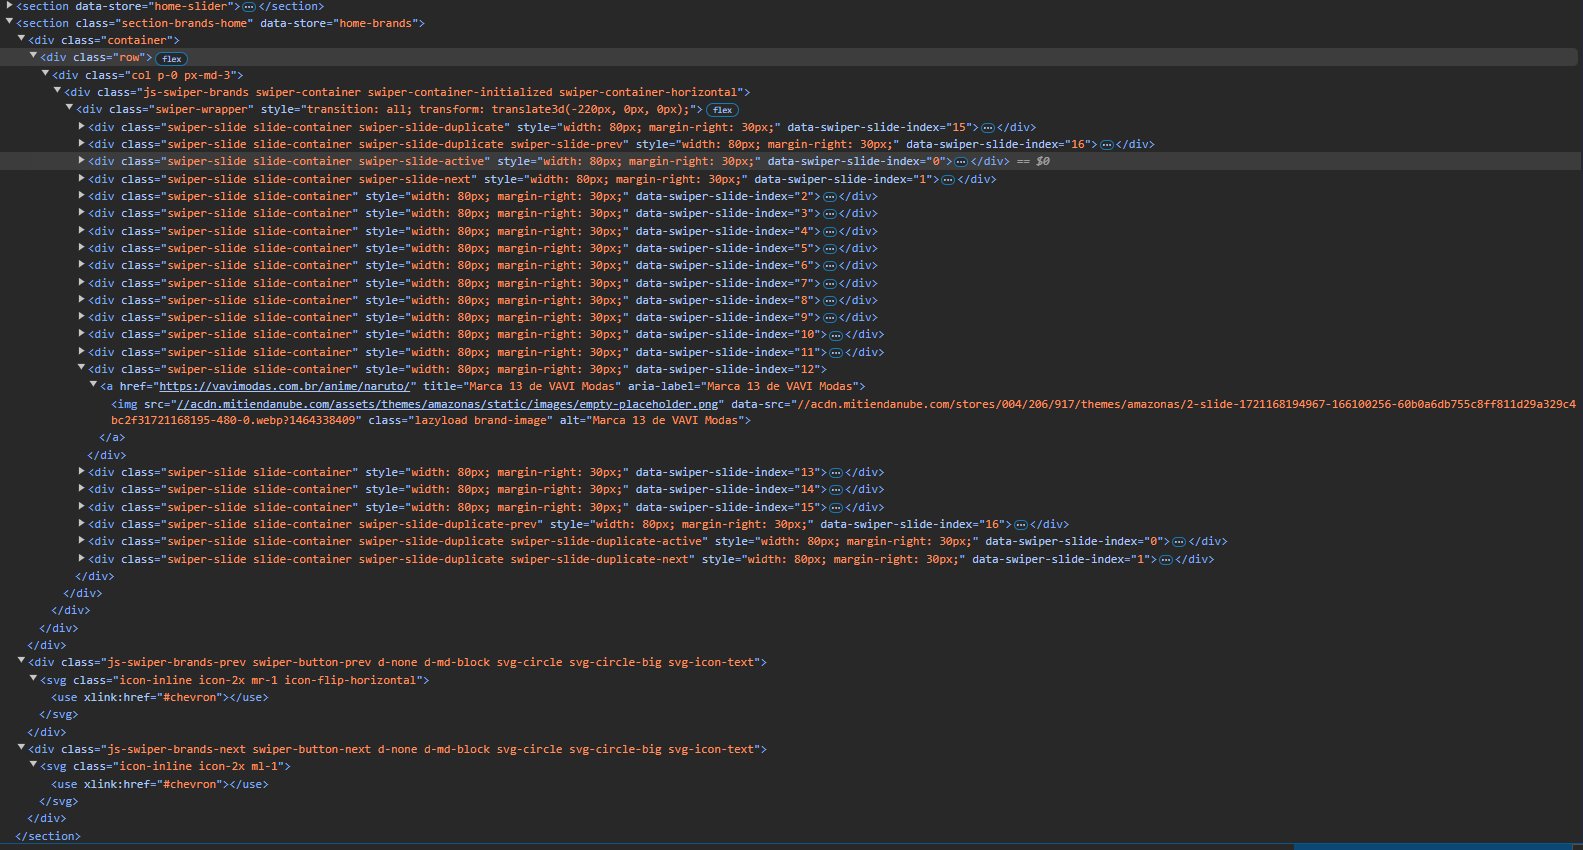 <section data-store="home-slider"> ••• </section>
<section class="section-brands-home" data-store="home-brands">
<div class="container">
<div class="row"> flex
<div class="col p-0 px-md-3">
<div class="js-swiper-brands swiper-container swiper-container-initialized swiper-container-horizontal">
<div class="swiper-wrapper" style="transition: all; transform: translate3d(-220px, 0px, 0px);"> flex
<div class="swiper-slide slide-container swiper-slide-duplicate" style="width: 80px; margin-right: 30px;" data-swiper-slide-index="15"> ••• </div>
<div class="swiper-slide slide-container swiper-slide-duplicate swiper-slide-prev" style="width: 80px; margin-right: 30px;" data-swiper-slide-index="16"> ••• </div>
<div class="swiper-slide slide-container swiper-slide-active" style="width: 80px; margin-right: 30px;" data-swiper-slide-index="0"> ••• </div> == $0
<div class="swiper-slide slide-container swiper-slide-next" style="width: 80px; margin-right: 30px;" data-swiper-slide-index="1"> ••• </div>
<div class="swiper-slide slide-container" style="width: 80px; margin-right: 30px;" data-swiper-slide-index="2"> ••• </div>
<div class="swiper-slide slide-container" style="width: 80px; margin-right: 30px;" data-swiper-slide-index="3"> ••• </div>
<div class="swiper-slide slide-container" style="width: 80px; margin-right: 30px;" data-swiper-slide-index="4"> ••• </div>
<div class="swiper-slide slide-container" style="width: 80px; margin-right: 30px;" data-swiper-slide-index="5"> ••• </div>
<div class="swiper-slide slide-container" style="width: 80px; margin-right: 30px;" data-swiper-slide-index="6"> ••• </div>
<div class="swiper-slide slide-container" style="width: 80px; margin-right: 30px;" data-swiper-slide-index="7"> ••• </div>
<div class="swiper-slide slide-container" style="width: 80px; margin-right: 30px;" data-swiper-slide-index="8"> ••• </div>
<div class="swiper-slide slide-container" style="width: 80px; margin-right: 30px;" data-swiper-slide-index="9"> ••• </div>
<div class="swiper-slide slide-container" style="width: 80px; margin-right: 30px;" data-swiper-slide-index="10"> ••• </div>
<div class="swiper-slide slide-container" style="width: 80px; margin-right: 30px;" data-swiper-slide-index="11"> ••• </div>
<div class="swiper-slide slide-container" style="width: 80px; margin-right: 30px;" data-swiper-slide-index="12">
<a href="https://vavimodas.com.br/anime/naruto/" title="Marca 13 de VAVI Modas" aria-label="Marca 13 de VAVI Modas">
<img src="//acdn.mitiendanube.com/assets/themes/amazonas/static/images/empty-placeholder.png" data-src="//acdn.mitiendanube.com/stores/004/206/917/themes/amazonas/2-slide-1721168194967-166100256-60b0a6db755c8ff811d29a329c4
bc2f31721168195-480-0.webp?1464338409" class="lazyload brand-image" alt="Marca 13 de VAVI Modas">
</a>
</div>
<div class="swiper-slide slide-container" style="width: 80px; margin-right: 30px;" data-swiper-slide-index="13"> ••• </div>
<div class="swiper-slide slide-container" style="width: 80px; margin-right: 30px;" data-swiper-slide-index="14"> ••• </div>
<div class="swiper-slide slide-container" style="width: 80px; margin-right: 30px;" data-swiper-slide-index="15"> ••• </div>
<div class="swiper-slide slide-container swiper-slide-duplicate-prev" style="width: 80px; margin-right: 30px;" data-swiper-slide-index="16"> ••• </div>
<div class="swiper-slide slide-container swiper-slide-duplicate swiper-slide-duplicate-active" style="width: 80px; margin-right: 30px;" data-swiper-slide-index="0"> ••• </div>
<div class="swiper-slide slide-container swiper-slide-duplicate swiper-slide-duplicate-next" style="width: 80px; margin-right: 30px;" data-swiper-slide-index="1"> ••• </div>
</div>
</div>
</div>
</div>
</div>
<div class="js-swiper-brands-prev swiper-button-prev d-none d-md-block svg-circle svg-circle-big svg-icon-text">
<svg class="icon-inline icon-2x mr-1 icon-flip-horizontal">
<use xlink:href="#chevron"></use>
</svg>
</div>
<div class="js-swiper-brands-next swiper-button-next d-none d-md-block svg-circle svg-circle-big svg-icon-text">
<svg class="icon-inline icon-2x ml-1">
<use xlink:href="#chevron"></use>
</svg>
</div>
</section>